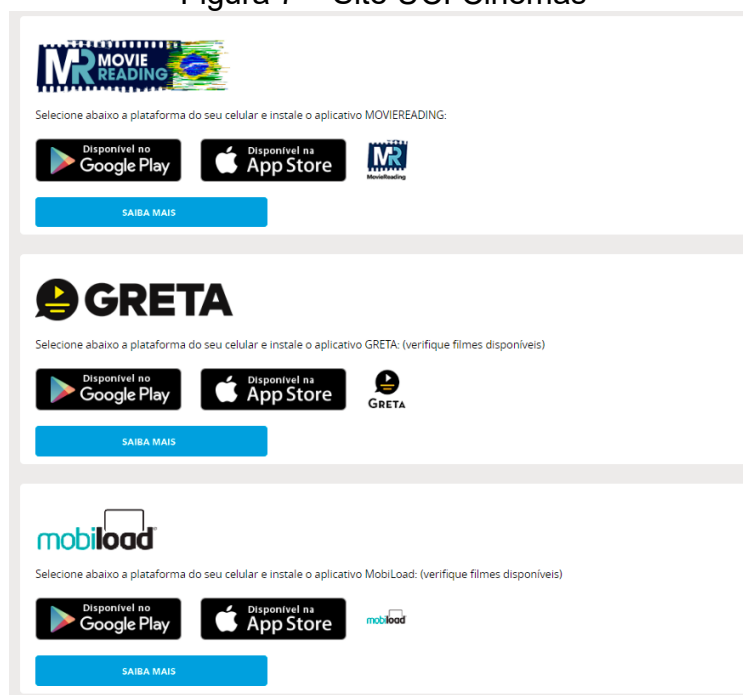 Figura 7 – Site UCI Cinemas
MR MOVIE
READING
Selecione abaixo a plataforma do seu celular e instale o aplicativo MOVIEREADING:
Disponível no
Google Play
Disponível na
App Store
MR
MovieReading
SAIBA MAIS
GRETA
Selecione abaixo a plataforma do seu celular e instale o aplicativo GRETA: (verifique filmes disponíveis)
Disponível no
Google Play
Disponível na
App Store
GRETA
SAIBA MAIS
mobiload
Selecione abaixo a plataforma do seu celular e instale o aplicativo MobiLoad: (verifique filmes disponíveis)
Disponível no
Google Play
Disponível na
App Store
mobiload
SAIBA MAIS